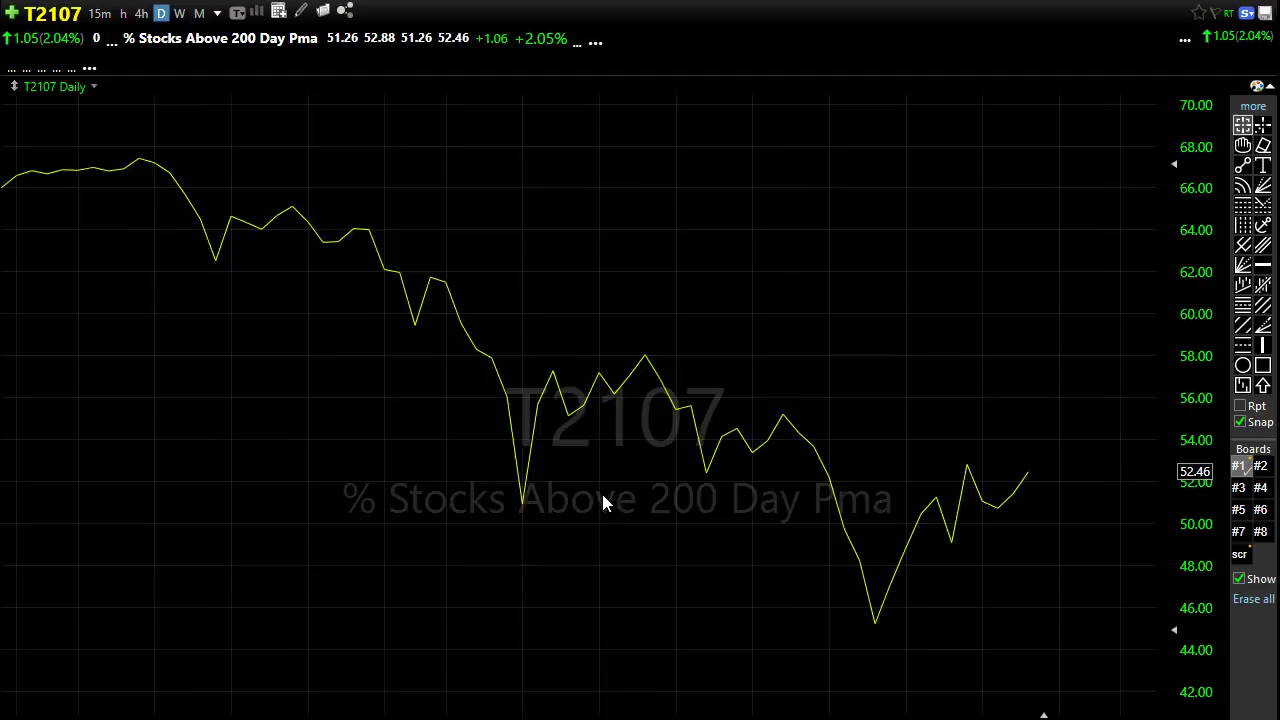 T2107 15m h 4h D W M T RT S
1.05(2.04%) 0 ... % Stocks Above 200 Day Pma 51.26 52.88 51.26 52.46 +1.06 +2.05% ... ... ... 1.05(2.04%)
... ... ... ... ... ...
T2107 Daily
more
70.00
68.00
66.00
64.00
62.00
60.00
58.00
56.00
54.00
52.46
52.00
50.00
48.00
46.00
44.00
42.00
T2107
% Stocks Above 200 Day Pma
T
Rpt
Snap
Boards
#1 #2
#3 #4
#5 #6
#7 #8
scr
Show
Erase all